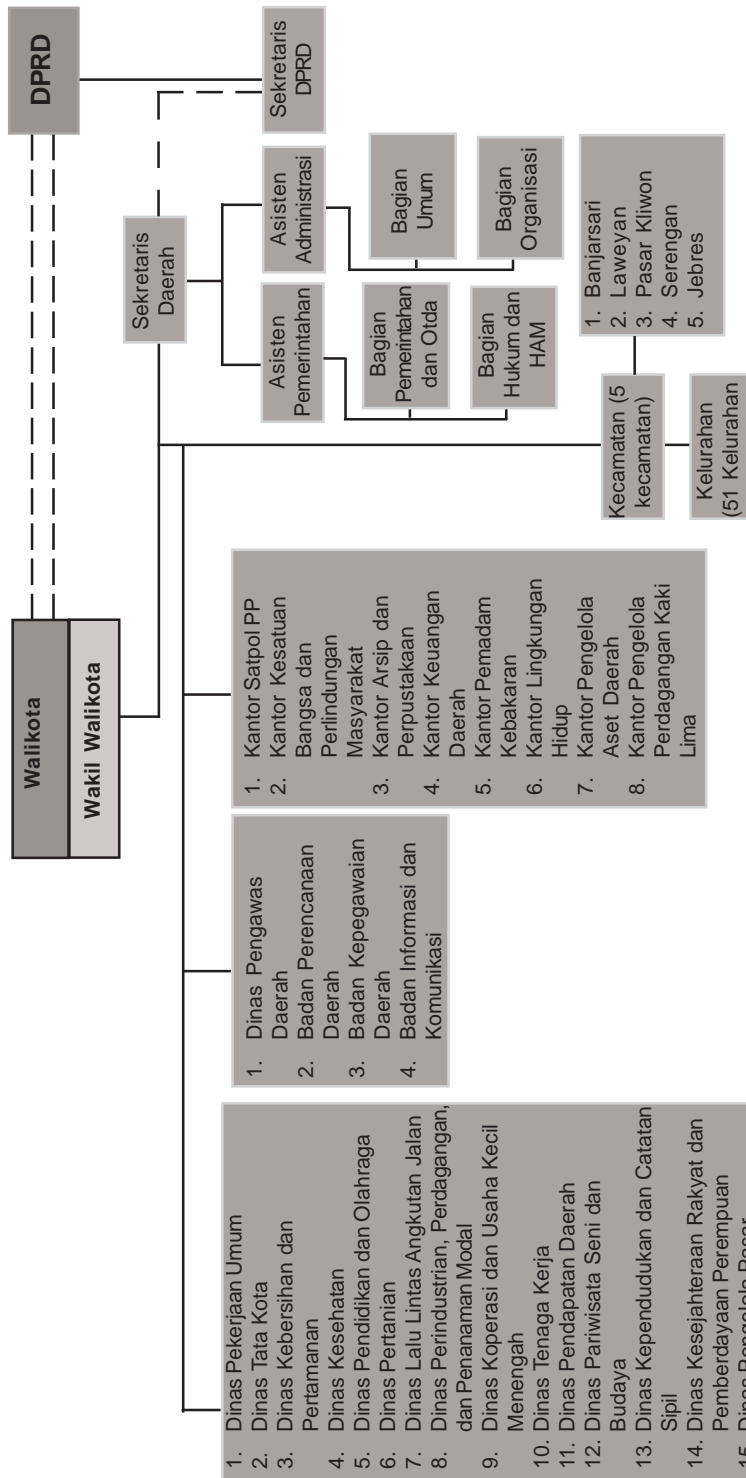 Walikota
Wakil Walikota
DPRD
Sekretaris
Daerah
Sekretaris
DPRD
Asisten
Pemerintahan
Asisten
Administrasi
Bagian
Pemerintahan
dan Otda
Bagian
Hukum dan
HAM
Bagian
Umum
Bagian
Organisasi
1. Dinas Pekerjaan Umum
2. Dinas Tata Kota
3. Dinas Kebersihan dan
Pertamanan
4. Dinas Kesehatan
5. Dinas Pendidikan dan Olahraga
6. Dinas Pertanian
7. Dinas Lalu Lintas Angkutan Jalan
8. Dinas Perindustrian, Perdagangan,
dan Penanaman Modal
9. Dinas Koperasi dan Usaha Kecil
Menengah
10. Dinas Tenaga Kerja
11. Dinas Pendapatan Daerah
12. Dinas Pariwisata Seni dan
Budaya
13. Dinas Kependudukan dan Catatan
Sipil
14. Dinas Kesejahteraan Rakyat dan
Pemberdayaan Perempuan
15. Dinas Pengelola Pasar
1. Dinas Pengawas
Daerah
2. Badan Perencanaan
Daerah
3. Badan Kepegawaian
Daerah
4. Badan Informasi dan
Komunikasi
1. Kantor Satpol PP
2. Kantor Kesatuan
Bangsa dan
Perlindungan
Masyarakat
3. Kantor Arsip dan
Perpustakaan
4. Kantor Keuangan
Daerah
5. Kantor Pemadam
Kebakaran
6. Kantor Lingkungan
Hidup
7. Kantor Pengelola
Aset Daerah
8. Kantor Pengelola
Perdagangan Kaki
Lima
Kecamatan (5
kecamatan)
1. Banjarsari
2. Laweyan
3. Pasar Kliwon
4. Serengan
5. Jebres
Kelurahan
(51 Kelurahan